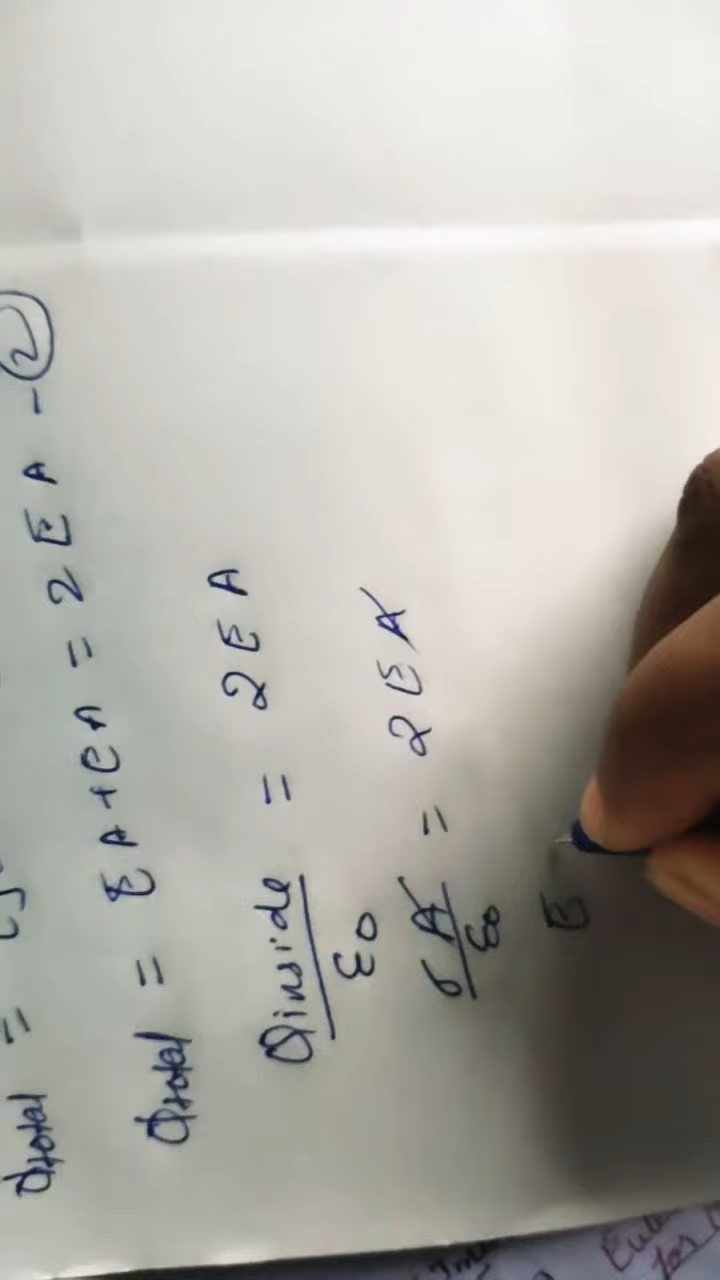 ϕtotal =
ϕtotal = EA + EA = 2EA - ②
Qinside/ε0 = 2EA
σA/ε0 = 2EA
E